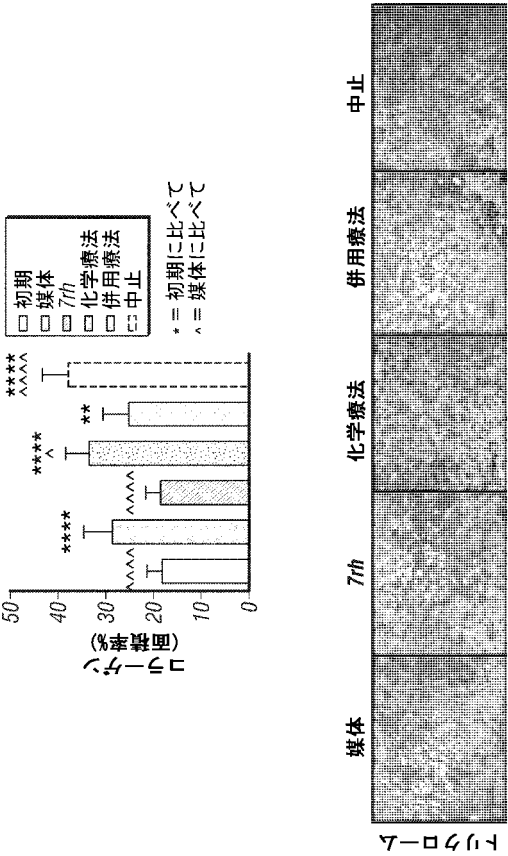 コラーゲン
(面積率%)
50
40
30
20
10
0
^^^^
****
^^^^
****
^
**
****
^^^^
初期
媒体
7rh
化学療法
併用療法
中止
* = 初期に比べて
^ = 媒体に比べて
媒体
7rh
化学療法
併用療法
中止
トリクローム